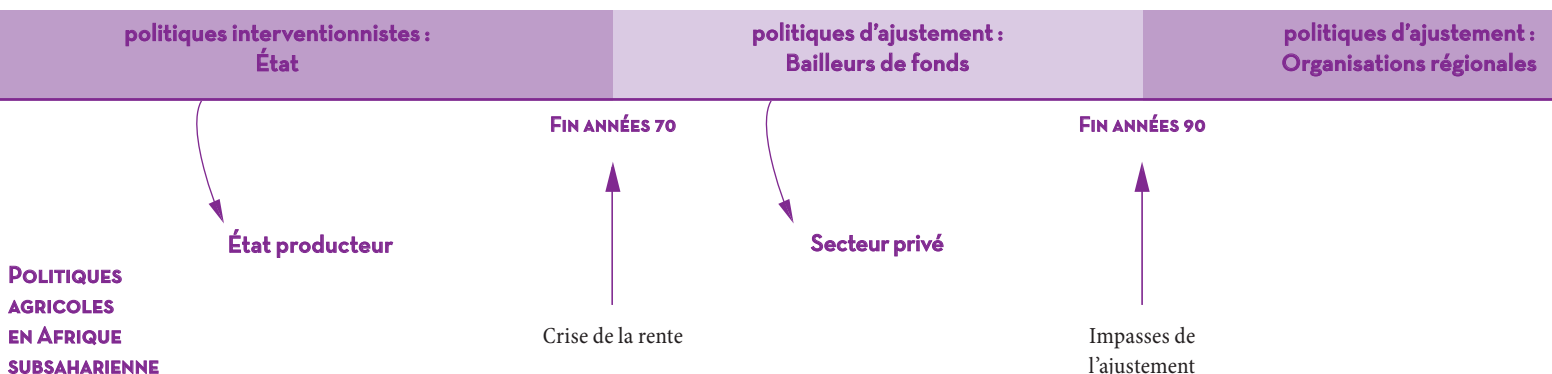 politiques interventionnistes :
État
politiques d’ajustement :
Bailleurs de fonds
politiques d’ajustement :
Organisations régionales
Fin années 70
Fin années 90
État producteur
Secteur privé
Politiques
agricoles
en Afrique
subsaharienne
Crise de la rente
Impasses de
l’ajustement